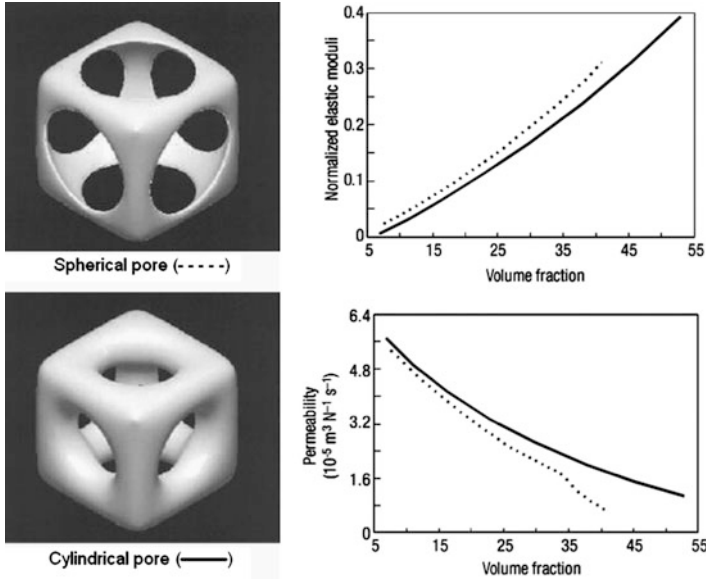 Spherical pore (-----)
Normalized elastic moduli
0.4
0.3
0.2
0.1
0
5 15 25 35 45 55
Volume fraction
Cylindrical pore (——)
Permeability
(10⁻⁵ m³ N⁻¹ s⁻¹)
6.4
4.8
3.2
1.6
0
5 15 25 35 45 55
Volume fraction